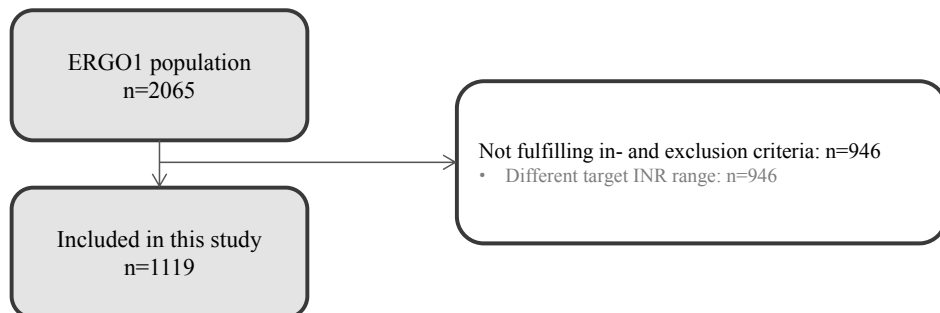 ERGO1 population
n=2065
Not fulfilling in- and exclusion criteria: n=946
• Different target INR range: n=946
Included in this study
n=1119